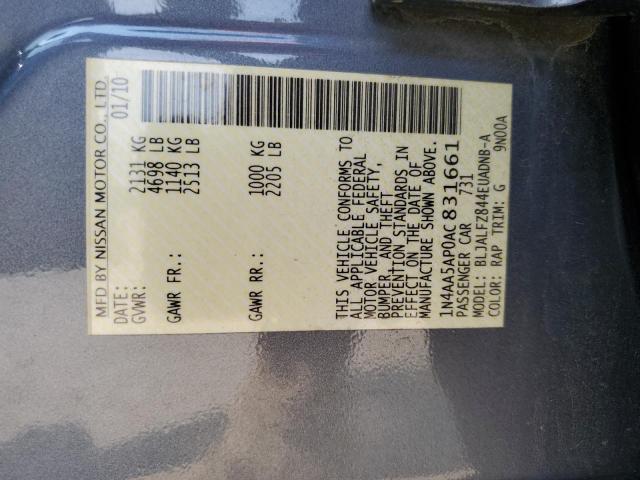 MFD BY NISSAN MOTOR CO., LTD.
DATE: 01/10
GVWR: 2131 KG
4698 LB
GAWR FR: 1140 KG
2513 LB
GAWR RR: 1000 KG
2205 LB
THIS VEHICLE CONFORMS TO
ALL APPLICABLE FEDERAL
MOTOR VEHICLE SAFETY,
BUMPER, AND THEFT
PREVENTION STANDARDS IN
EFFECT ON THE DATE OF
MANUFACTURE SHOWN ABOVE.
1N4AA5AP0AC831661
PASSENGER CAR 731
MODEL: BLJALFZ844EUADNB-A
COLOR: RAP TRIM: G 9N00A